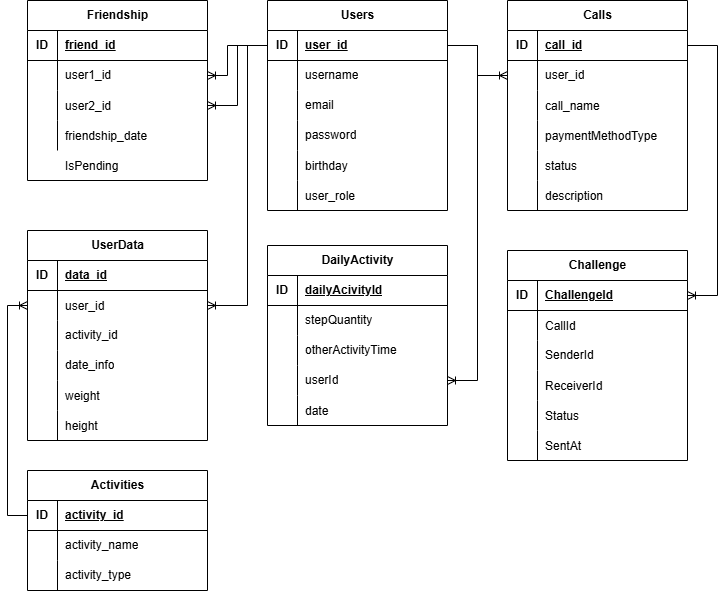 Friendship
ID friend_id
user1_id
user2_id
friendship_date
IsPending
Users
ID user_id
username
email
password
birthday
user_role
Calls
ID call_id
user_id
call_name
paymentMethodType
status
description
UserData
ID data_id
user_id
activity_id
date_info
weight
height
DailyActivity
ID dailyAcivityId
stepQuantity
otherActivityTime
userId
date
Challenge
ID ChallengeId
CallId
SenderId
ReceiverId
Status
SentAt
Activities
ID activity_id
activity_name
activity_type